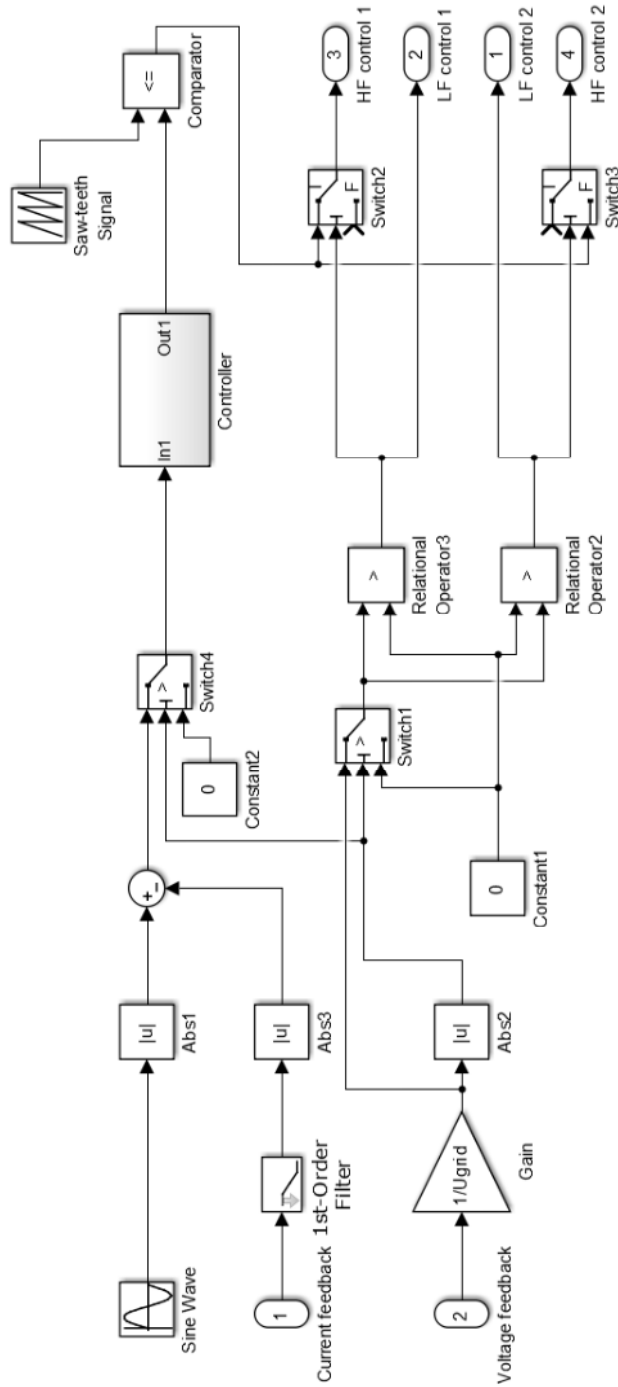 Saw-teeth
Signal
<=
Comparator
Sine Wave
|u|
Abs1
+
-
>
Switch4
In1
Out1
Controller
0
Constant2
1
Current feedback
1st-Order
Filter
|u|
Abs3
2
Voltage feedback
1/Ugrid
Gain
|u|
Abs2
0
Constant1
>
Switch1
>
Relational
Operator3
>
Relational
Operator2
T
Switch2
F
3
HF control 1
2
LF control 1
1
LF control 2
T
Switch3
F
4
HF control 2